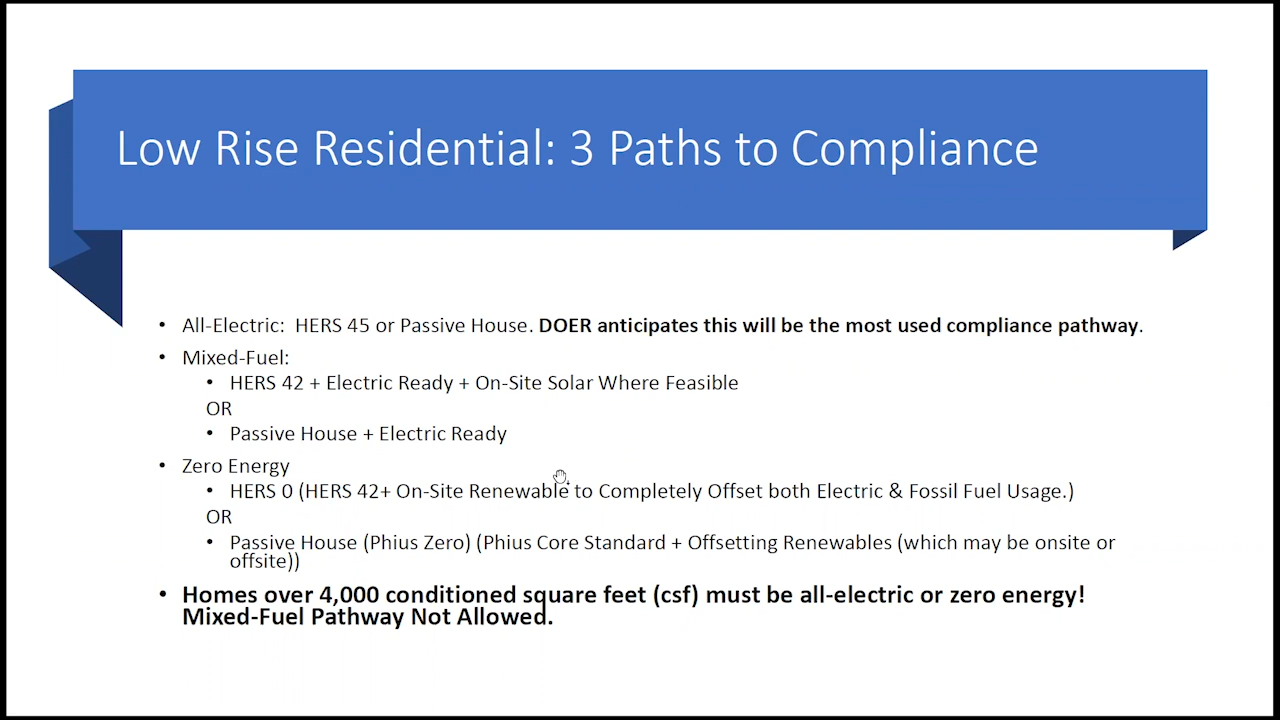 Low Rise Residential: 3 Paths to Compliance
• All-Electric:  HERS 45 or Passive House. DOER anticipates this will be the most used compliance pathway.
• Mixed-Fuel:
• HERS 42 + Electric Ready + On-Site Solar Where Feasible
OR
• Passive House + Electric Ready
• Zero Energy
• HERS 0 (HERS 42+ On-Site Renewable to Completely Offset both Electric & Fossil Fuel Usage.)
OR
• Passive House (Phius Zero) (Phius Core Standard + Offsetting Renewables (which may be onsite or
offsite))
• Homes over 4,000 conditioned square feet (csf) must be all-electric or zero energy!
Mixed-Fuel Pathway Not Allowed.